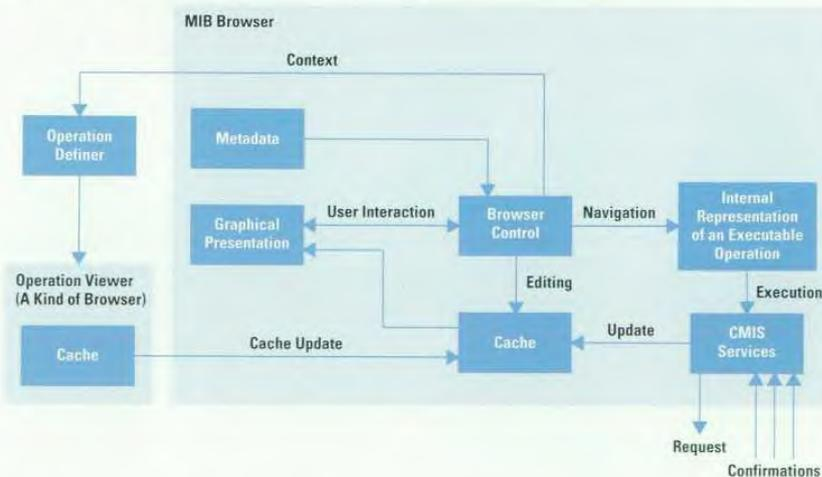 MIB Browser
Context
Operation
Definer
Metadata
Graphical
Presentation
User Interaction
Browser
Control
Navigation
Internal
Representation
of an Executable
Operation
Operation Viewer
(A Kind of Browser)
Editing
Execution
Cache
Cache Update
Cache
Update
CMIS
Services
Request
Confirmations